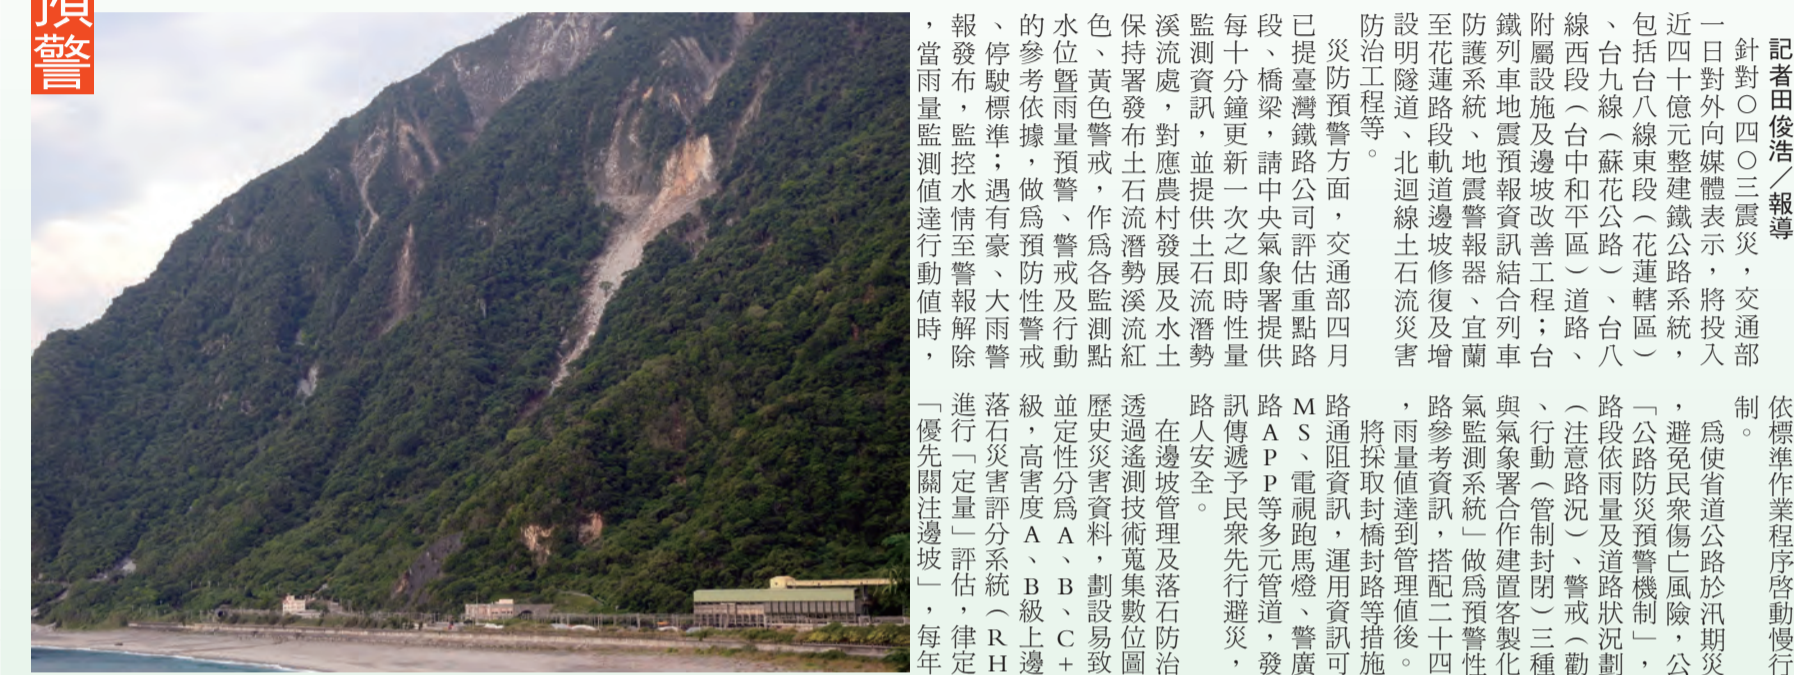 預警
記者田俊浩／報導
針對○四○三震災，交通部
一日對外向媒體表示，將投入
近四十億元整建鐵公路系統，
包括台八線東段（花蓮轄區）
、台九線（蘇花公路）、台八
線西段（台中和平區）道路、
附屬設施及邊坡改善工程；台
鐵列車地震預報資訊結合列車
防護系統、地震警報器、宜蘭
至花蓮路段軌道邊坡修復及增
設明隧道、北迴線土石流災害
防治工程等。
災防預警方面，交通部四月
已提臺灣鐵路公司評估重點路
段、橋梁，請中央氣象署提供
每十分鐘更新一次之即時性量
監測資訊，並提供土石流潛勢
溪流處，對應農村發展及水土
保持署發布土石流潛勢溪流紅
色、黃色警戒，作為各監測點
水位暨雨量預警、警戒及行動
的參考依據，做為預防性警戒
、停駛標準；遇有豪、大雨警
報發布，監控水情至警報解除
，當雨量監測值達行動值時，
依標準作業程序啓動慢行
制。
為使省道公路於汛期災
，避免民眾傷亡風險，公
「公路防災預警機制」，
路段依雨量及道路狀況劃
（注意路況）、警戒（勸
、行動（管制封閉）三種
與氣象署合作建置客製化
氣監測系統」做為預警性
路參考資訊，搭配二十四
，雨量值達到管理值後。
將採取封橋封路等措施
路通阻資訊，運用資訊可
MS、電視跑馬燈、警廣
路APP等多元管道，發
訊傳遞予民衆先行避災，
路人安全。
在邊坡管理及落石防治
透過遙測技術蒐集數位圖
歷史災害資料，劃設易致
並定性分為A、B、C+
級，高害度A、B級上邊
落石災害評分系統（RH
進行「定量」評估，律定
「優先關注邊坡」，每年